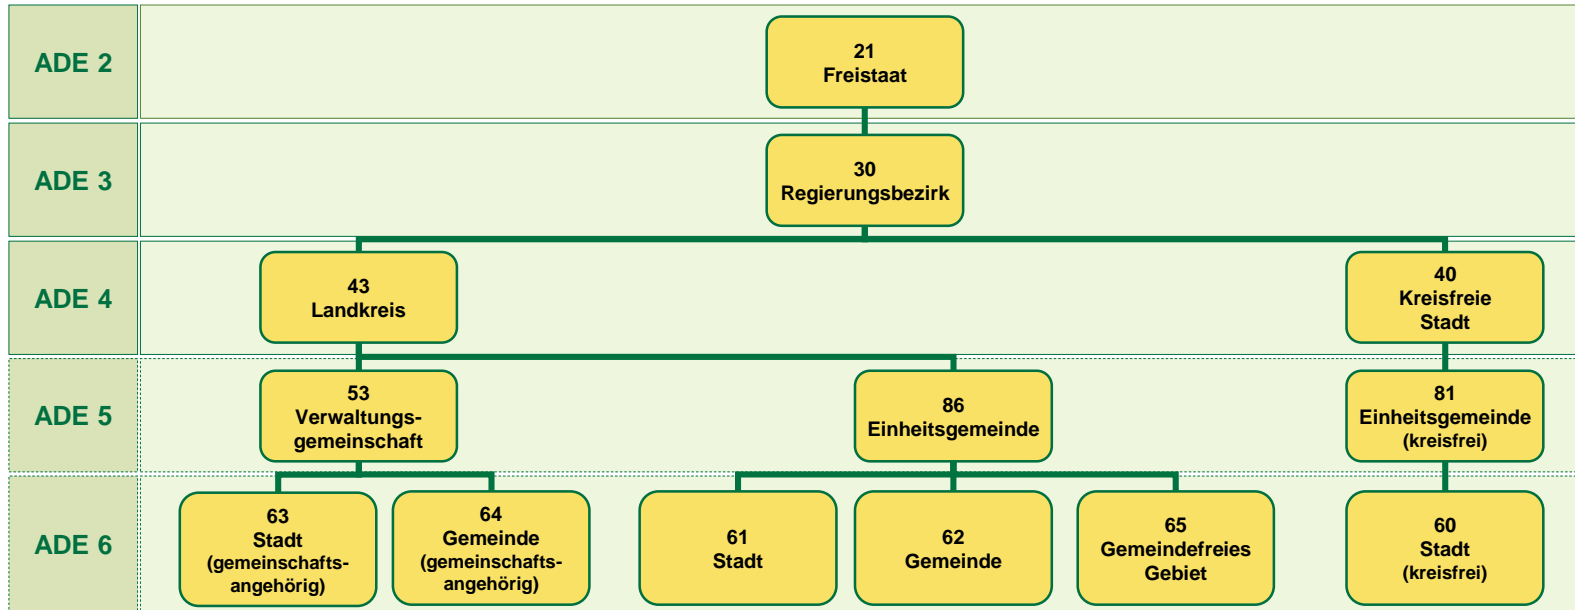 ADE 2
21
Freistaat
ADE 3
30
Regierungsbezirk
ADE 4
43
Landkreis
40
Kreisfreie
Stadt
ADE 5
53
Verwaltungs-
gemeinschaft
86
Einheitsgemeinde
81
Einheitsgemeinde
(kreisfrei)
ADE 6
63
Stadt
(gemeinschafts-
angehörig)
64
Gemeinde
(gemeinschafts-
angehörig)
61
Stadt
62
Gemeinde
65
Gemeindefreies
Gebiet
60
Stadt
(kreisfrei)